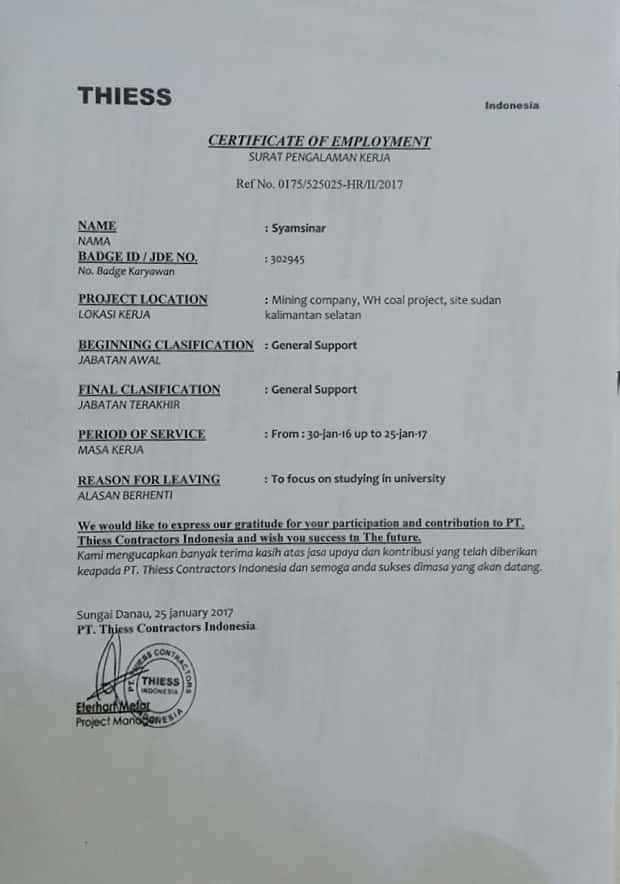 THIESS
Indonesia
CERTIFICATE OF EMPLOYMENT
SURAT PENGALAMAN KERJA
Ref No. 0175/525025-HR/II/2017
NAME : Syamsinar
NAMA
BADGE ID / JDE NO. : 302945
No. Badge Karyawan
PROJECT LOCATION : Mining company, WH coal project, site sudan
LOKASI KERJA kalimantan selatan
BEGINNING CLASIFICATION : General Support
JABATAN AWAL
FINAL CLASIFICATION : General Support
JABATAN TERAKHIR
PERIOD OF SERVICE : From : 30-jan-16 up to 25-jan-17
MASA KERJA
REASON FOR LEAVING : To focus on studying in university
ALASAN BERHENTI
We would like to express our gratitude for your participation and contribution to PT.
Thiess Contractors Indonesia and wish you success tn The future.
Kami mengucapkan banyak terima kasih atas jasa upaya dan kontribusi yang telah diberikan
keapada PT. Thiess Contractors Indonesia dan semoga anda sukses dimasa yang akan datang.
Sungai Danau, 25 january 2017
PT. Thiess Contractors Indonesia
PT. THIESS CONTRACTORS
THIESS
INDONESIA
INDONESIA
Project Manager